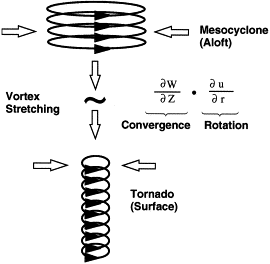 Mesocyclone
(Aloft)
Vortex
Stretching
~
∂W/∂Z • ∂u/∂r
Convergence Rotation
Tornado
(Surface)